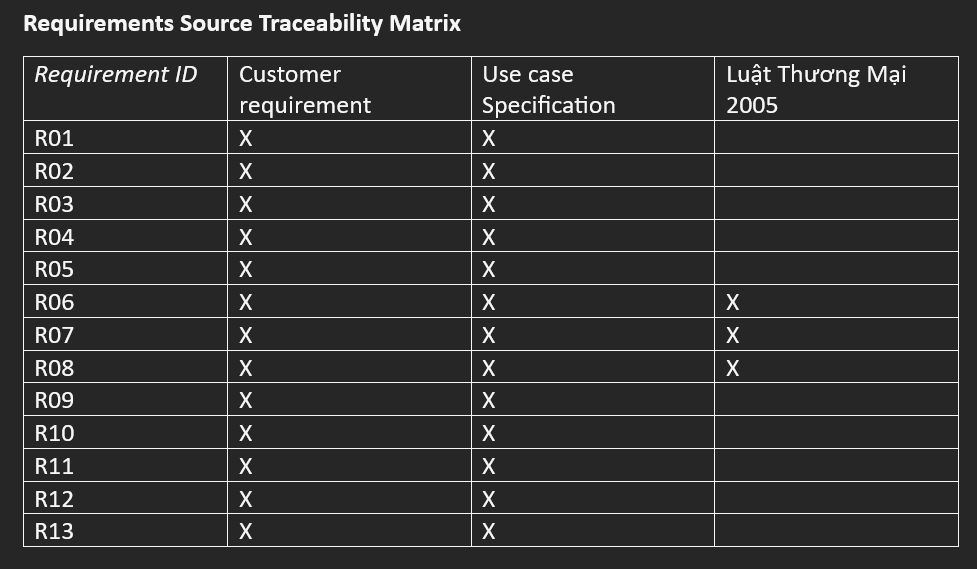 Requirements Source Traceability Matrix
Requirement ID Customer requirement Use case Specification Luật Thương Mại 2005
R01 X X
R02 X X
R03 X X
R04 X X
R05 X X
R06 X X X
R07 X X X
R08 X X X
R09 X X
R10 X X
R11 X X
R12 X X
R13 X X